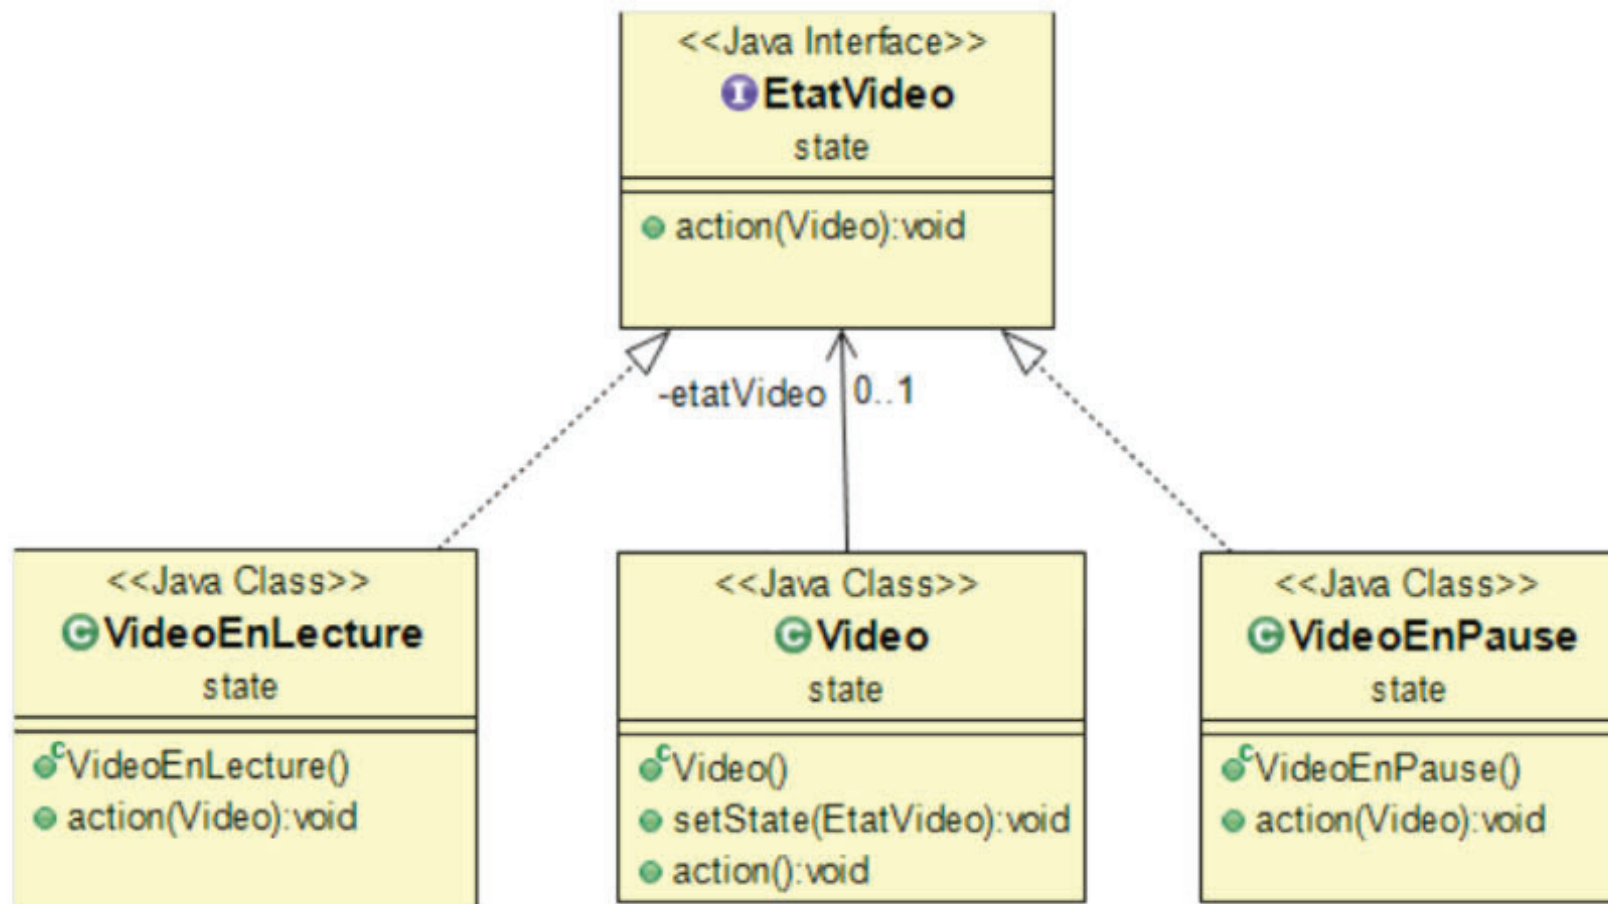 <<Java Interface>>
EtatVideo
state
action(Video):void
-etatVideo 0..1
<<Java Class>>
VideoEnLecture
state
VideoEnLecture()
action(Video):void
<<Java Class>>
Video
state
Video()
setState(EtatVideo):void
action():void
<<Java Class>>
VideoEnPause
state
VideoEnPause()
action(Video):void